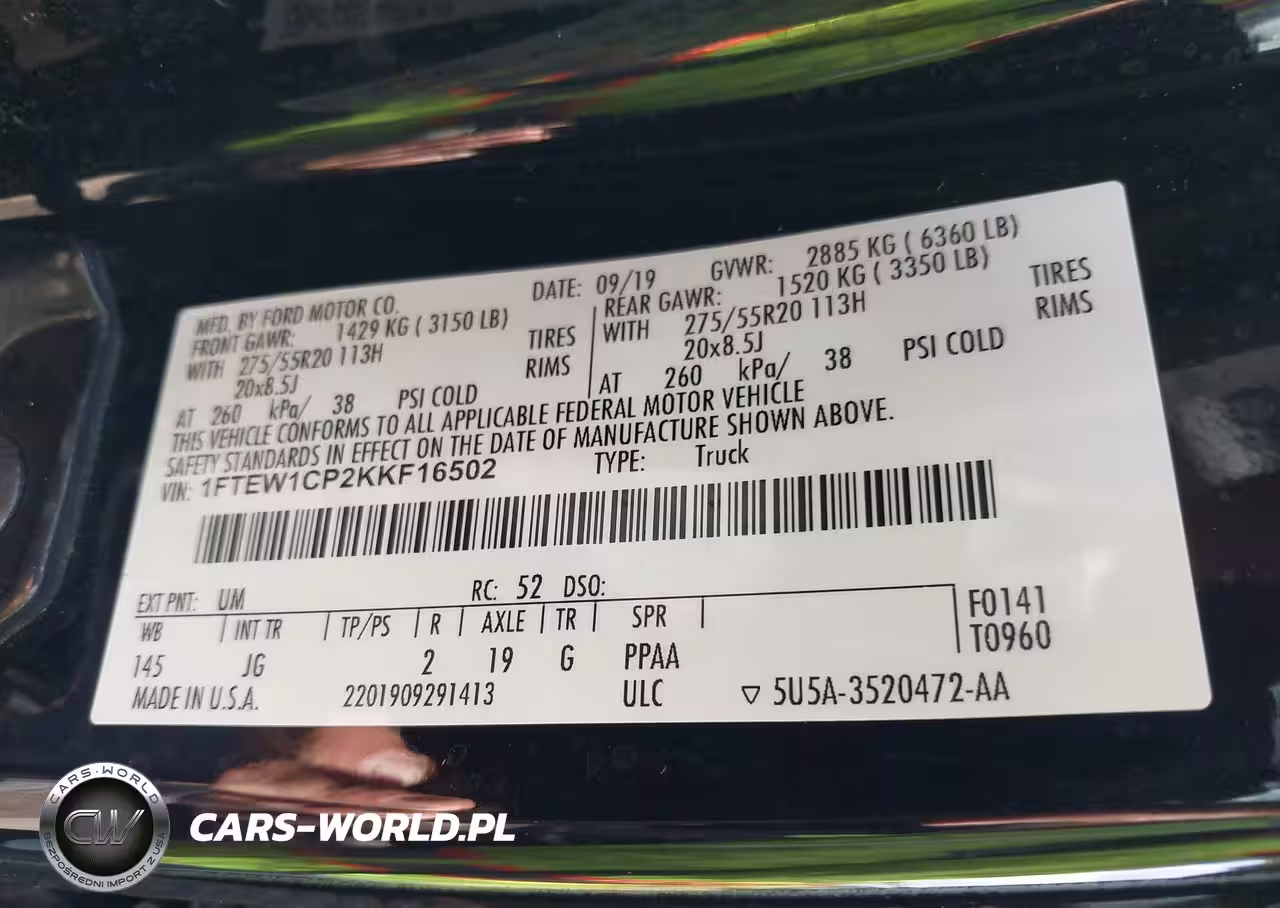 MFD. BY FORD MOTOR CO. DATE: 09/19 GVWR: 2885 KG ( 6360 LB)
FRONT GAWR: 1429 KG ( 3150 LB) REAR GAWR: 1520 KG ( 3350 LB)
WITH 275/55R20 113H TIRES WITH 275/55R20 113H TIRES
20x8.5J RIMS 20x8.5J RIMS
AT 260 kPa/ 38 PSI COLD AT 260 kPa/ 38 PSI COLD
THIS VEHICLE CONFORMS TO ALL APPLICABLE FEDERAL MOTOR VEHICLE
SAFETY STANDARDS IN EFFECT ON THE DATE OF MANUFACTURE SHOWN ABOVE.
VIN: 1FTEW1CP2KKF16502 TYPE: Truck
EXT PNT: UM RC: 52 DSO:
WB INT TR TP/PS R AXLE TR SPR F0141
T0960
145 JG 2 19 G PPAA
MADE IN U.S.A. 2201909291413 ULC ▽ 5U5A-3520472-AA
CARS-WORLD
CW
BEZPOŚREDNI IMPORT Z USA
CARS-WORLD.PL